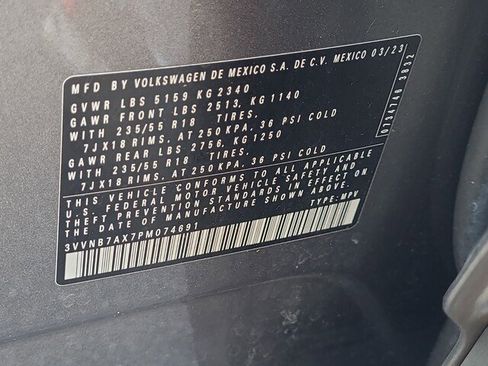 MFD BY VOLKSWAGEN DE MEXICO S.A. DE C.V. MEXICO 03/23
GVWR LBS 5159 KG 2340
GAWR FRONT LBS 2513, KG 1140
WITH 235/55 R18 TIRES,
7JX18 RIMS, AT 250 KPA, 36 PSI COLD
GAWR REAR LBS 2756, KG 1250
WITH 235/55 R18 TIRES,
7JX18 RIMS, AT 250 KPA, 36 PSI COLD
THIS VEHICLE CONFORMS TO ALL APPLICABLE
U.S. FEDERAL MOTOR VEHICLE SAFETY AND
THEFT PREVENTION STANDARDS IN EFFECT
ON THE DATE OF MANUFACTURE SHOWN ABOVE.
3VVNB7AX7PM074691 TYPE: MPV